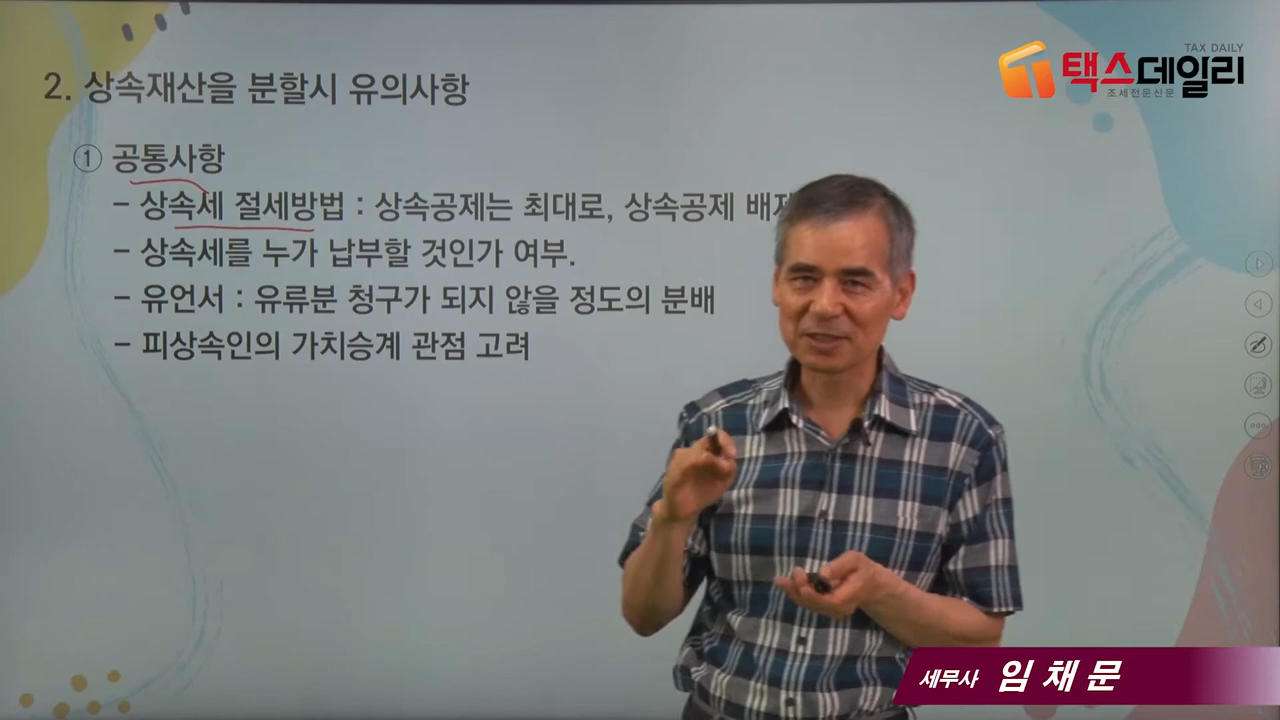 2. 상속재산을 분할시 유의사항
TAX DAILY
택스데일리
조세전문신문
① 공통사항
- 상속세 절세방법 : 상속공제는 최대로, 상속공제
- 상속세를 누가 납부할 것인가 여부.
- 유언서 : 유류분 청구가 되지 않을 정도의 분배
- 피상속인의 가치승계 관점 고려
세무사 임채문